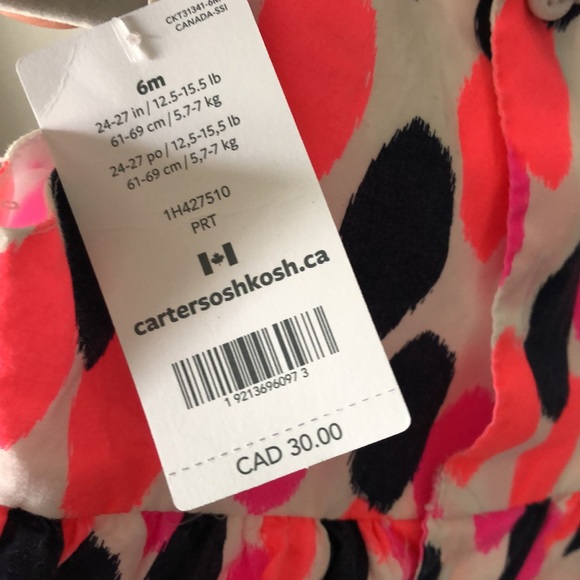 CKT31341-6M
CANADA-SSI
6m
24-27 in / 12.5-15.5 lb
61-69 cm / 5.7-7 kg
24-27 po / 12,5-15,5 lb
61-69 cm / 5,7-7 kg
1H427510
PRT
cartersoshkosh.ca
1 9213696097 3
CAD 30.00